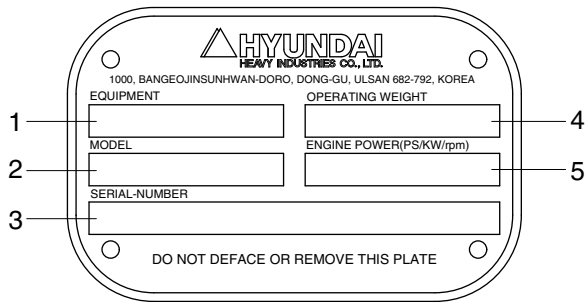 HYUNDAI
HEAVY INDUSTRIES CO., LTD.
1000, BANGEOJINSUNHWAN-DORO, DONG-GU, ULSAN 682-792, KOREA
EQUIPMENT OPERATING WEIGHT
1 4
MODEL ENGINE POWER(PS/KW/rpm)
2 5
SERIAL-NUMBER
3
DO NOT DEFACE OR REMOVE THIS PLATE